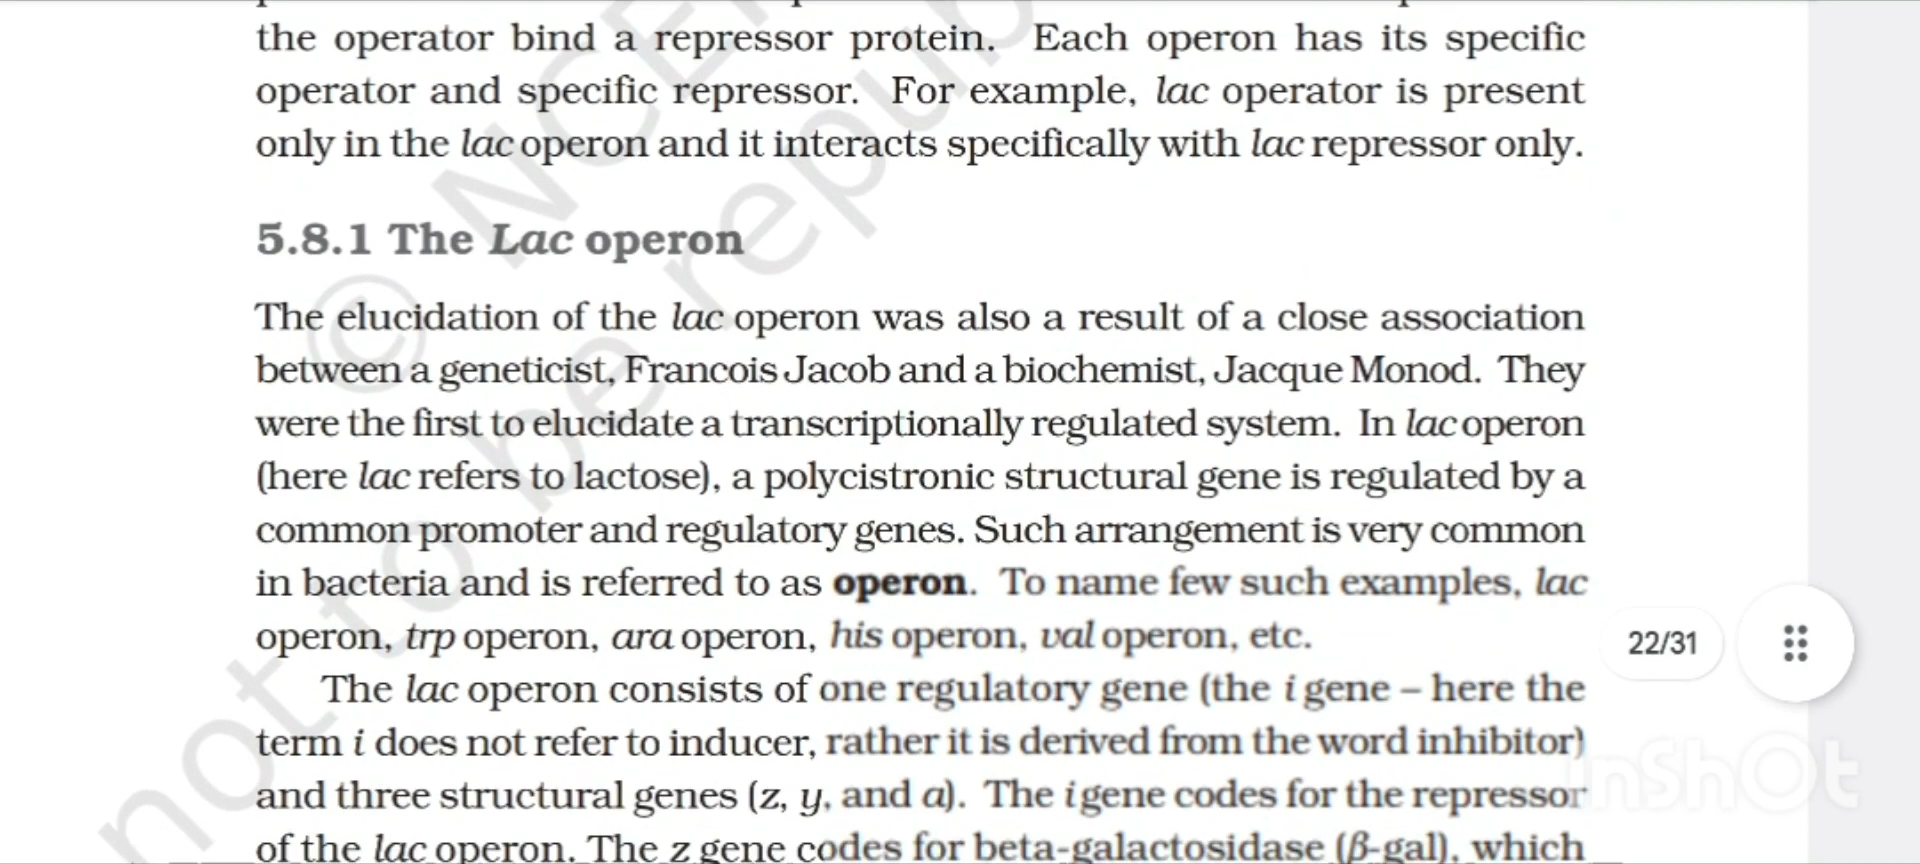 the operator bind a repressor protein. Each operon has its specific
operator and specific repressor. For example, lac operator is present
only in the lac operon and it interacts specifically with lac repressor only.
5.8.1 The Lac operon
The elucidation of the lac operon was also a result of a close association
between a geneticist, Francois Jacob and a biochemist, Jacque Monod. They
were the first to elucidate a transcriptionally regulated system. In lac operon
(here lac refers to lactose), a polycistronic structural gene is regulated by a
common promoter and regulatory genes. Such arrangement is very common
in bacteria and is referred to as operon. To name few such examples, lac
operon, trp operon, ara operon, his operon, val operon, etc.
22/31
The lac operon consists of one regulatory gene (the i gene – here the
term i does not refer to inducer, rather it is derived from the word inhibitor)
and three structural genes (z, y, and a). The i gene codes for the repressor
of the lac operon. The z gene codes for beta-galactosidase (β-gal), which
© NCE
not to be repub
InShOt